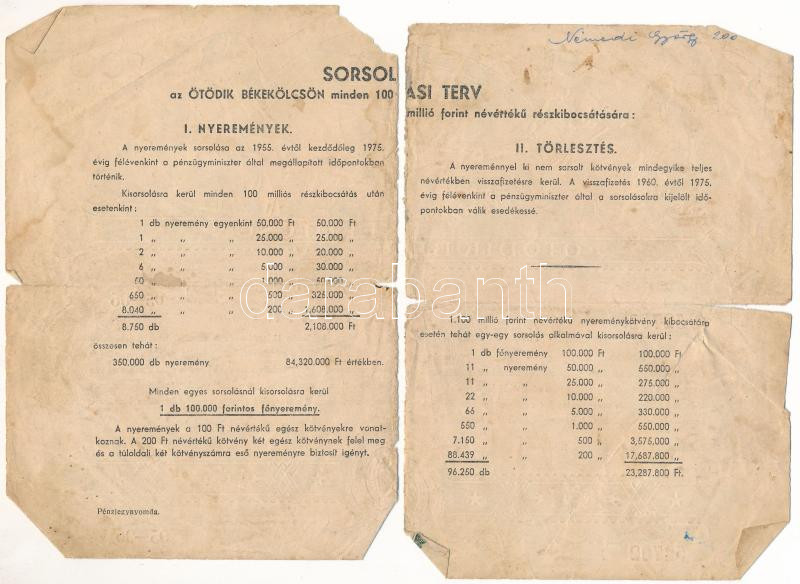 Némedi György 200
SORSOLÁSI TERV
az ÖTÖDIK BÉKEKÖLCSÖN minden 100 millió forint névértékű részkibocsátására:
I. NYEREMÉNYEK.
A nyeremények sorsolása az 1955. évtől kezdődőleg 1975.
évig félévenkint a pénzügyminiszter által megállapított időpontokban
történik.
Kisorsolásra kerül minden 100 milliós részkibocsátás után
esetenkint:
1 db nyeremény egyenkint 50,000 Ft 50.000 Ft
1 „ „ „ 25.000 „ 25.000 „
2 „ „ „ 10.000 „ 20.000 „
6 „ „ „ 5,000 „ 30.000 „
50 „ „ „ 1.000 „ 50.000 „
650 „ „ „ 500 „ 325.000 „
8.040 „ „ „ 200 „ 1,608.000 „
8.750 db 2,108.000 Ft
összesen tehát:
350,000 db nyeremény 84,320.000 Ft értékben.
Minden egyes sorsolásnál kisorsolásra kerül
1 db 100.000 forintos főnyeremény.
A nyeremények a 100 Ft névértékű egész kötvényekre vonat-
koznak. A 200 Ft névértékű kötvény két egész kötvénynek felel meg
és a túloldali két kötvényszámra eső nyereményre biztosít igényt.
Pénzjegynyomda.
II. TÖRLESZTÉS.
A nyereménnyel ki nem sorsolt kötvények mindegyike teljes
névértékben visszafizetésre kerül. A visszafizetés 1960. évtől 1975.
évig félévenkint a pénzügyminiszter által a sorsolásokra kijelölt idő-
pontokban válik esedékessé.
1.100 millió forint névértékű nyereménykötvény kibocsátása
esetén tehát egy-egy sorsolás alkalmával kisorsolásra kerül:
1 db főnyeremény 100.000 Ft 100.000 Ft
11 „ nyeremény 50.000 „ 550.000 „
11 „ „ 25.000 „ 275.000 „
22 „ „ 10.000 „ 220.000 „
66 „ „ 5.000 „ 330.000 „
550 „ „ 1.000 „ 550.000 „
7.150 „ „ 500 „ 3,575.000 „
88.439 „ „ 200 „ 17,687.800 „
96.250 db 23,287.800 Ft.
darabanth